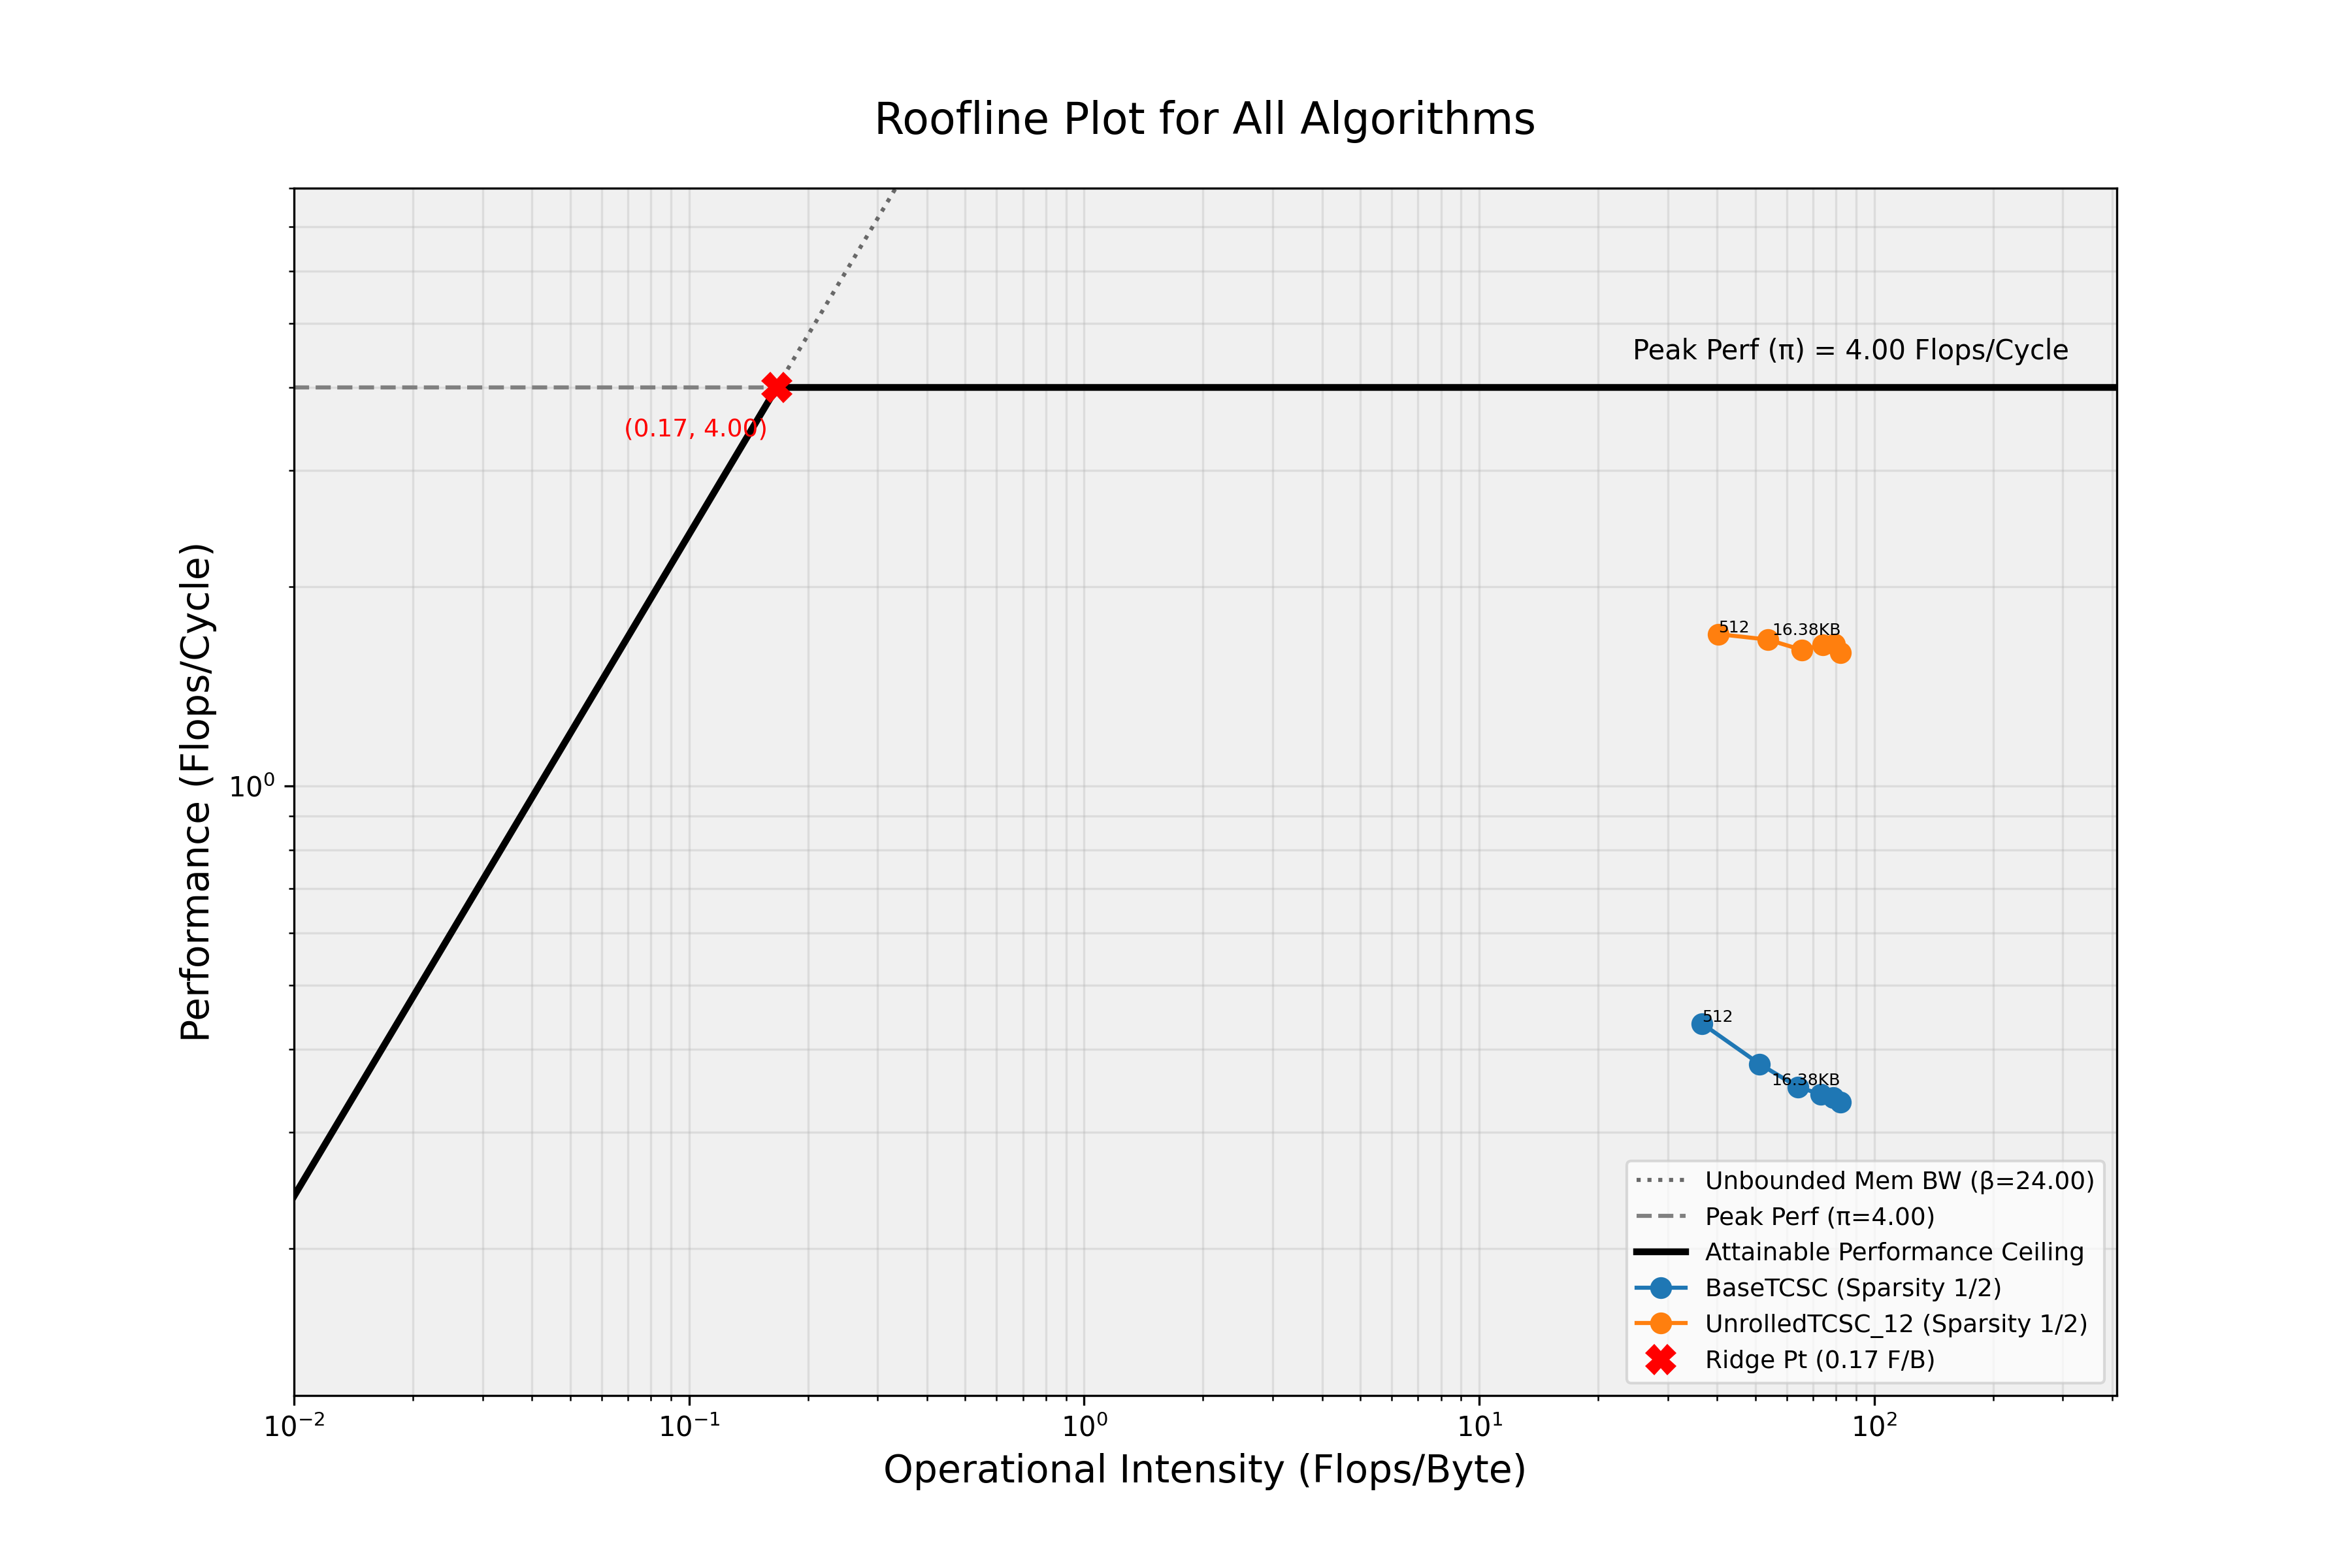 Roofline Plot for All Algorithms
Peak Perf (π) = 4.00 Flops/Cycle
(0.17, 4.00)
512
16.38KB
512
16.38KB
Performance (Flops/Cycle)
10⁰
10⁻²
10⁻¹
10⁰
10¹
10²
Operational Intensity (Flops/Byte)
Unbounded Mem BW (β=24.00)
Peak Perf (π=4.00)
Attainable Performance Ceiling
BaseTCSC (Sparsity 1/2)
UnrolledTCSC_12 (Sparsity 1/2)
Ridge Pt (0.17 F/B)